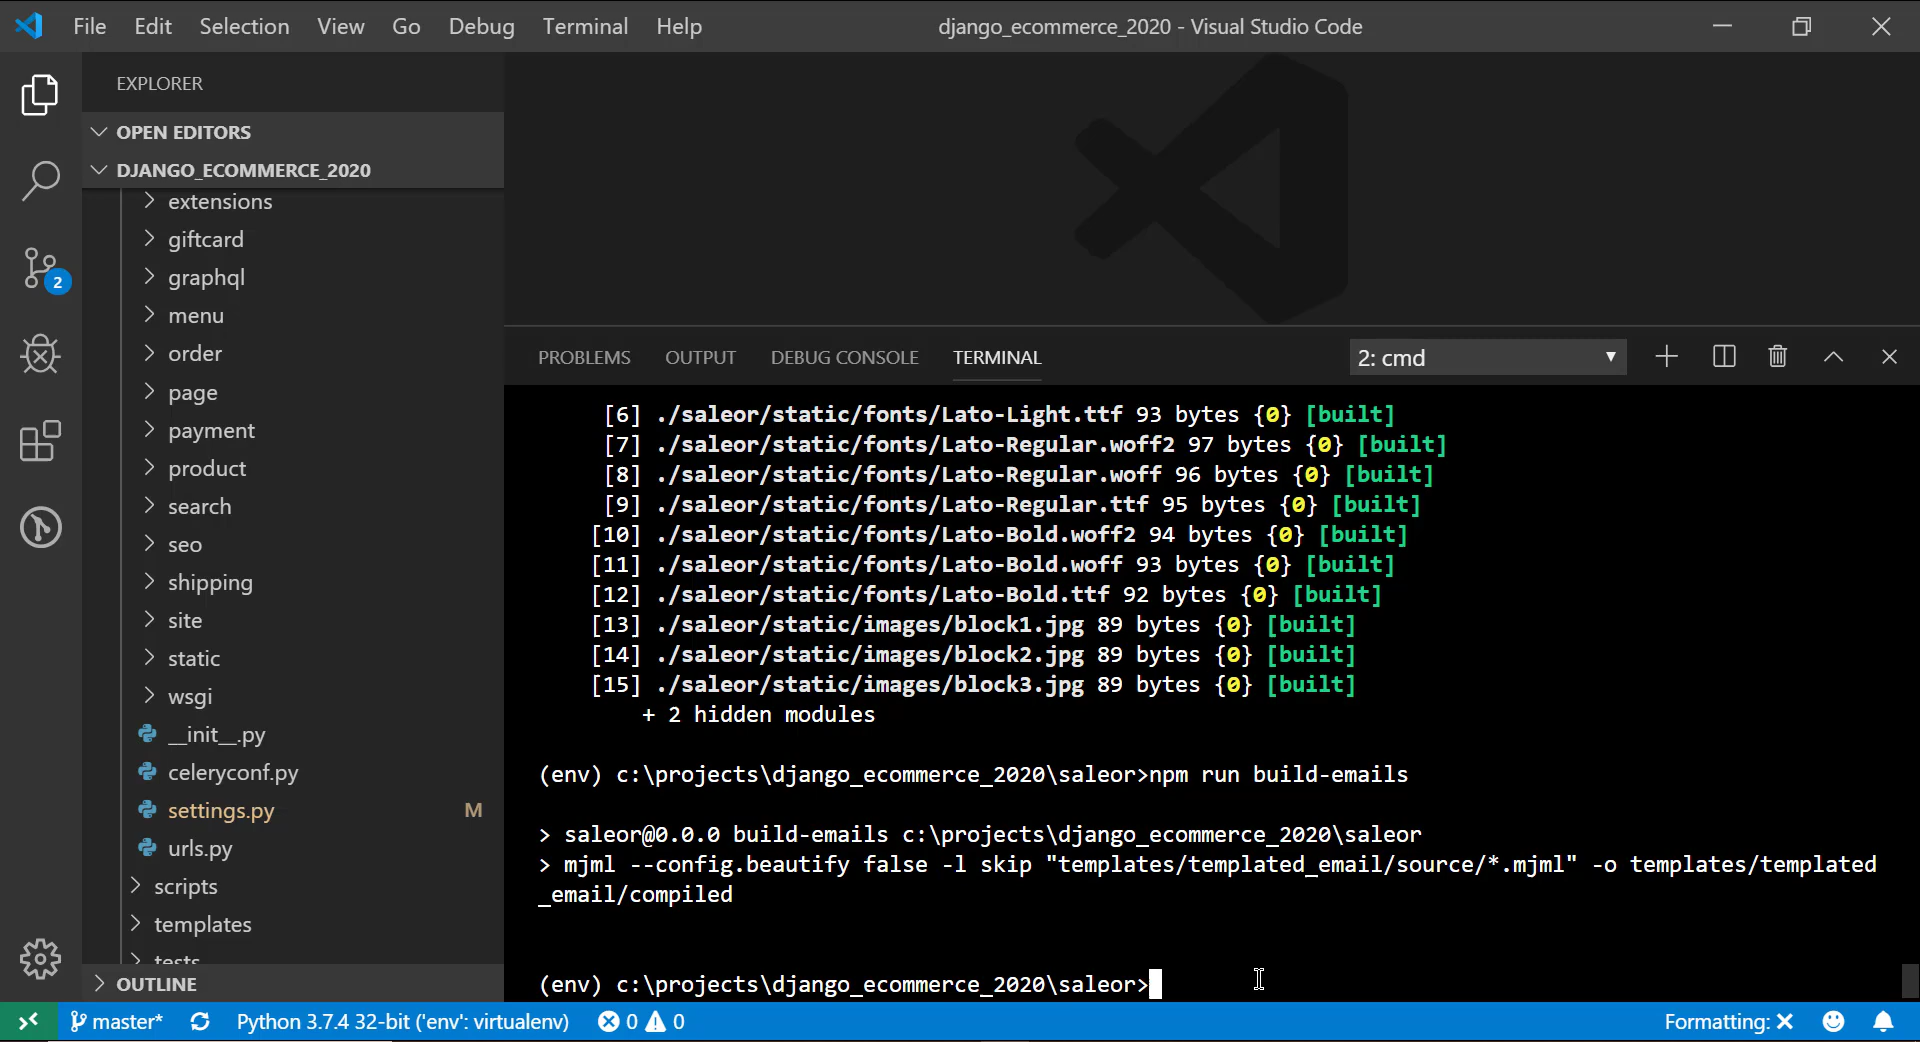 File Edit Selection View Go Debug Terminal Help
django_ecommerce_2020 - Visual Studio Code
EXPLORER
OPEN EDITORS
DJANGO_ECOMMERCE_2020
extensions
giftcard
graphql
menu
order
page
payment
product
search
seo
shipping
site
static
wsgi
__init__.py
celeryconf.py
settings.py M
urls.py
scripts
templates
tests
OUTLINE
2
PROBLEMS OUTPUT DEBUG CONSOLE TERMINAL
2: cmd
[6] ./saleor/static/fonts/Lato-Light.ttf 93 bytes {0} [built]
[7] ./saleor/static/fonts/Lato-Regular.woff2 97 bytes {0} [built]
[8] ./saleor/static/fonts/Lato-Regular.woff 96 bytes {0} [built]
[9] ./saleor/static/fonts/Lato-Regular.ttf 95 bytes {0} [built]
[10] ./saleor/static/fonts/Lato-Bold.woff2 94 bytes {0} [built]
[11] ./saleor/static/fonts/Lato-Bold.woff 93 bytes {0} [built]
[12] ./saleor/static/fonts/Lato-Bold.ttf 92 bytes {0} [built]
[13] ./saleor/static/images/block1.jpg 89 bytes {0} [built]
[14] ./saleor/static/images/block2.jpg 89 bytes {0} [built]
[15] ./saleor/static/images/block3.jpg 89 bytes {0} [built]
+ 2 hidden modules
(env) c:\projects\django_ecommerce_2020\saleor>npm run build-emails
> saleor@0.0.0 build-emails c:\projects\django_ecommerce_2020\saleor
> mjml --config.beautify false -l skip "templates/templated_email/source/*.mjml" -o templates/templated
_email/compiled
(env) c:\projects\django_ecommerce_2020\saleor>
master* Python 3.7.4 32-bit ('env': virtualenv) 0 0 Formatting: ×